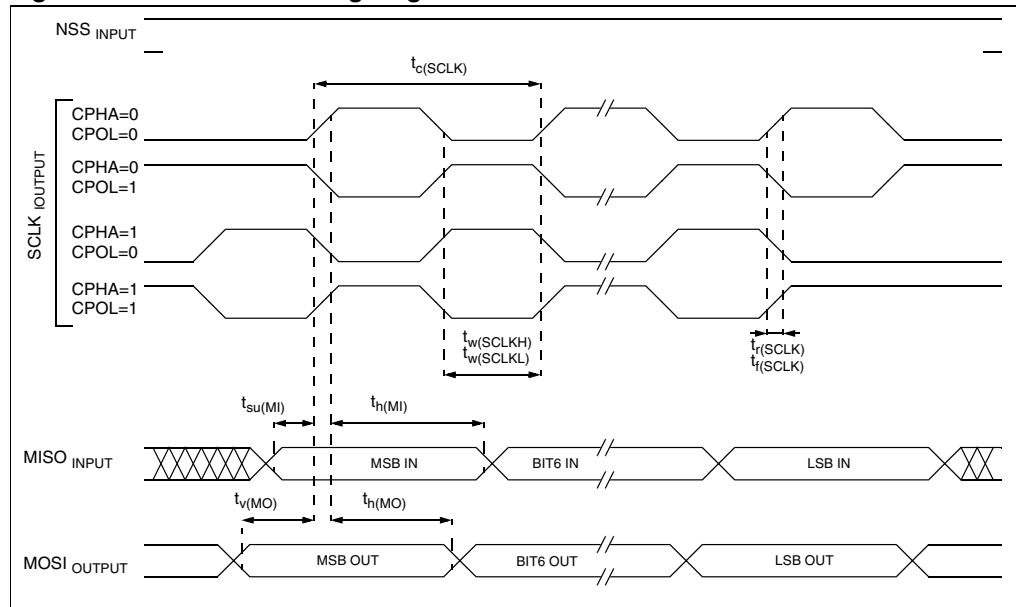 NSS INPUT
tc(SCLK)
SCLK IOUTPUT
CPHA=0
CPOL=0
CPHA=0
CPOL=1
CPHA=1
CPOL=0
CPHA=1
CPOL=1
tw(SCLKH)
tw(SCLKL)
tr(SCLK)
tf(SCLK)
tsu(MI)
th(MI)
MISO INPUT
MSB IN
BIT6 IN
LSB IN
tv(MO)
th(MO)
MOSI OUTPUT
MSB OUT
BIT6 OUT
LSB OUT